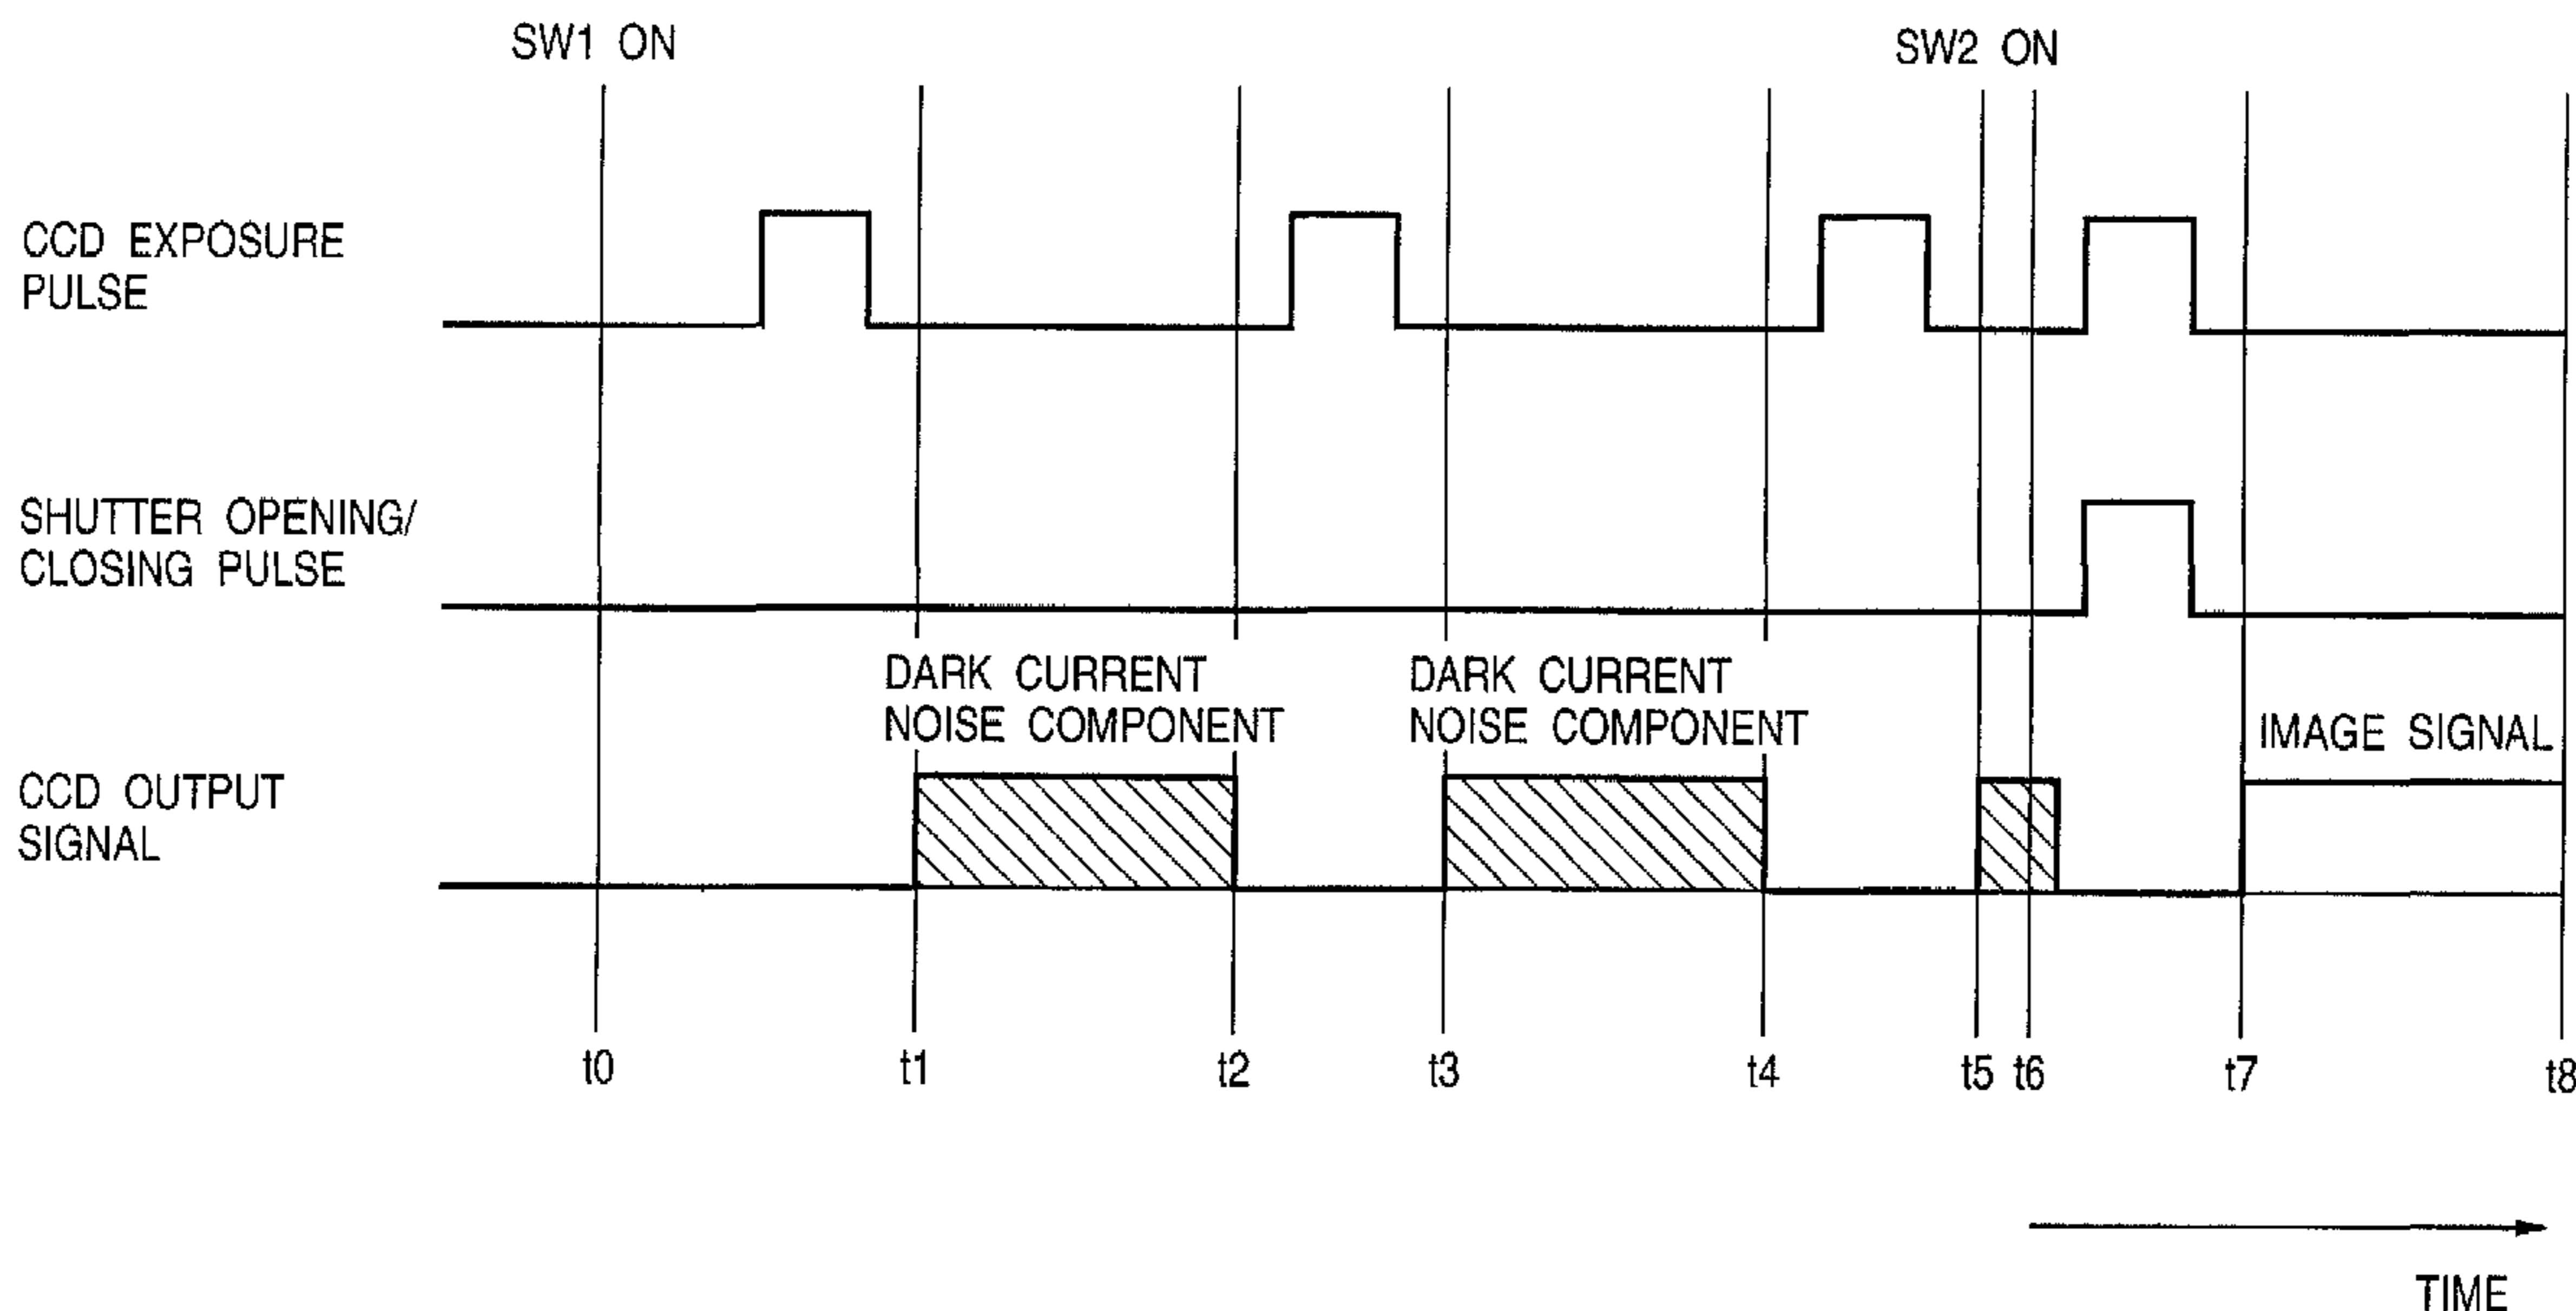 SW1 ON
SW2 ON
CCD EXPOSURE
PULSE
SHUTTER OPENING/
CLOSING PULSE
DARK CURRENT
NOISE COMPONENT
DARK CURRENT
NOISE COMPONENT
IMAGE SIGNAL
CCD OUTPUT
SIGNAL
t0 t1 t2 t3 t4 t5 t6 t7 t8
TIME